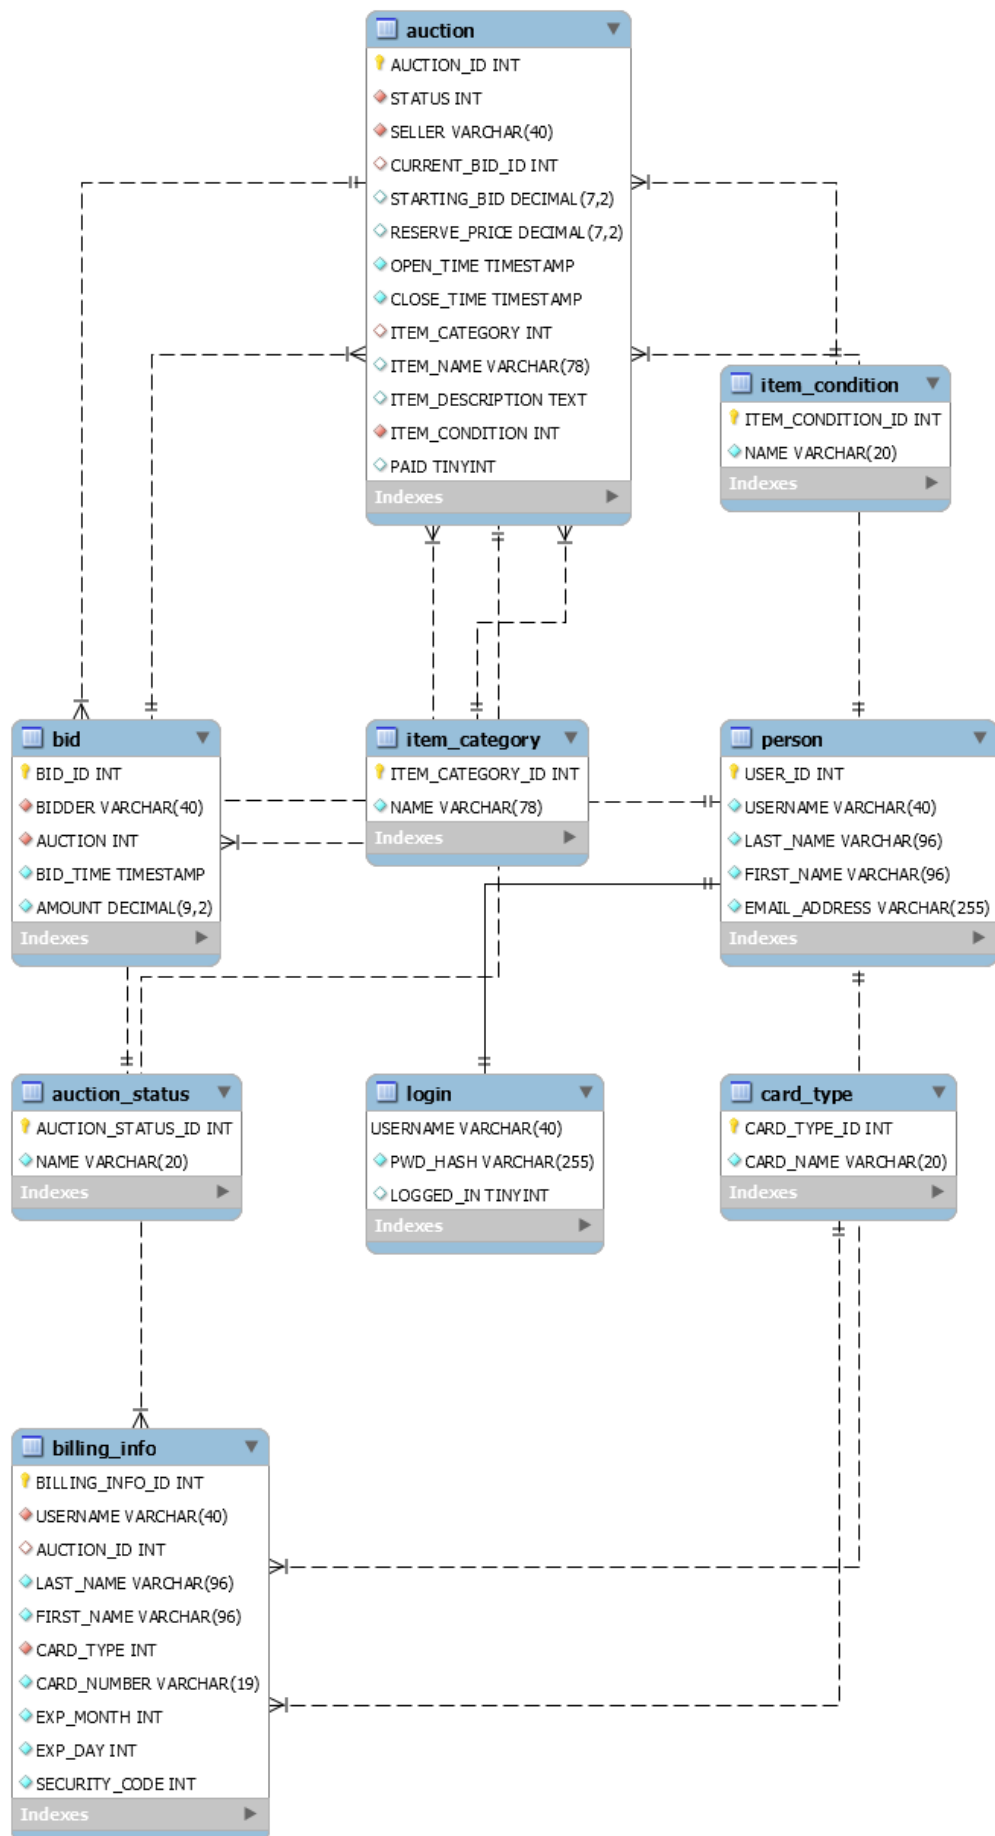 auction
AUCTION_ID INT
STATUS INT
SELLER VARCHAR(40)
CURRENT_BID_ID INT
STARTING_BID DECIMAL(7,2)
RESERVE_PRICE DECIMAL(7,2)
OPEN_TIME TIMESTAMP
CLOSE_TIME TIMESTAMP
ITEM_CATEGORY INT
ITEM_NAME VARCHAR(78)
ITEM_DESCRIPTION TEXT
ITEM_CONDITION INT
PAID TINYINT
Indexes
item_condition
ITEM_CONDITION_ID INT
NAME VARCHAR(20)
Indexes
bid
BID_ID INT
BIDDER VARCHAR(40)
AUCTION INT
BID_TIME TIMESTAMP
AMOUNT DECIMAL(9,2)
Indexes
item_category
ITEM_CATEGORY_ID INT
NAME VARCHAR(78)
Indexes
person
USER_ID INT
USERNAME VARCHAR(40)
LAST_NAME VARCHAR(96)
FIRST_NAME VARCHAR(96)
EMAIL_ADDRESS VARCHAR(255)
Indexes
auction_status
AUCTION_STATUS_ID INT
NAME VARCHAR(20)
Indexes
login
USERNAME VARCHAR(40)
PWD_HASH VARCHAR(255)
LOGGED_IN TINYINT
Indexes
card_type
CARD_TYPE_ID INT
CARD_NAME VARCHAR(20)
Indexes
billing_info
BILLING_INFO_ID INT
USERNAME VARCHAR(40)
AUCTION_ID INT
LAST_NAME VARCHAR(96)
FIRST_NAME VARCHAR(96)
CARD_TYPE INT
CARD_NUMBER VARCHAR(19)
EXP_MONTH INT
EXP_DAY INT
SECURITY_CODE INT
Indexes